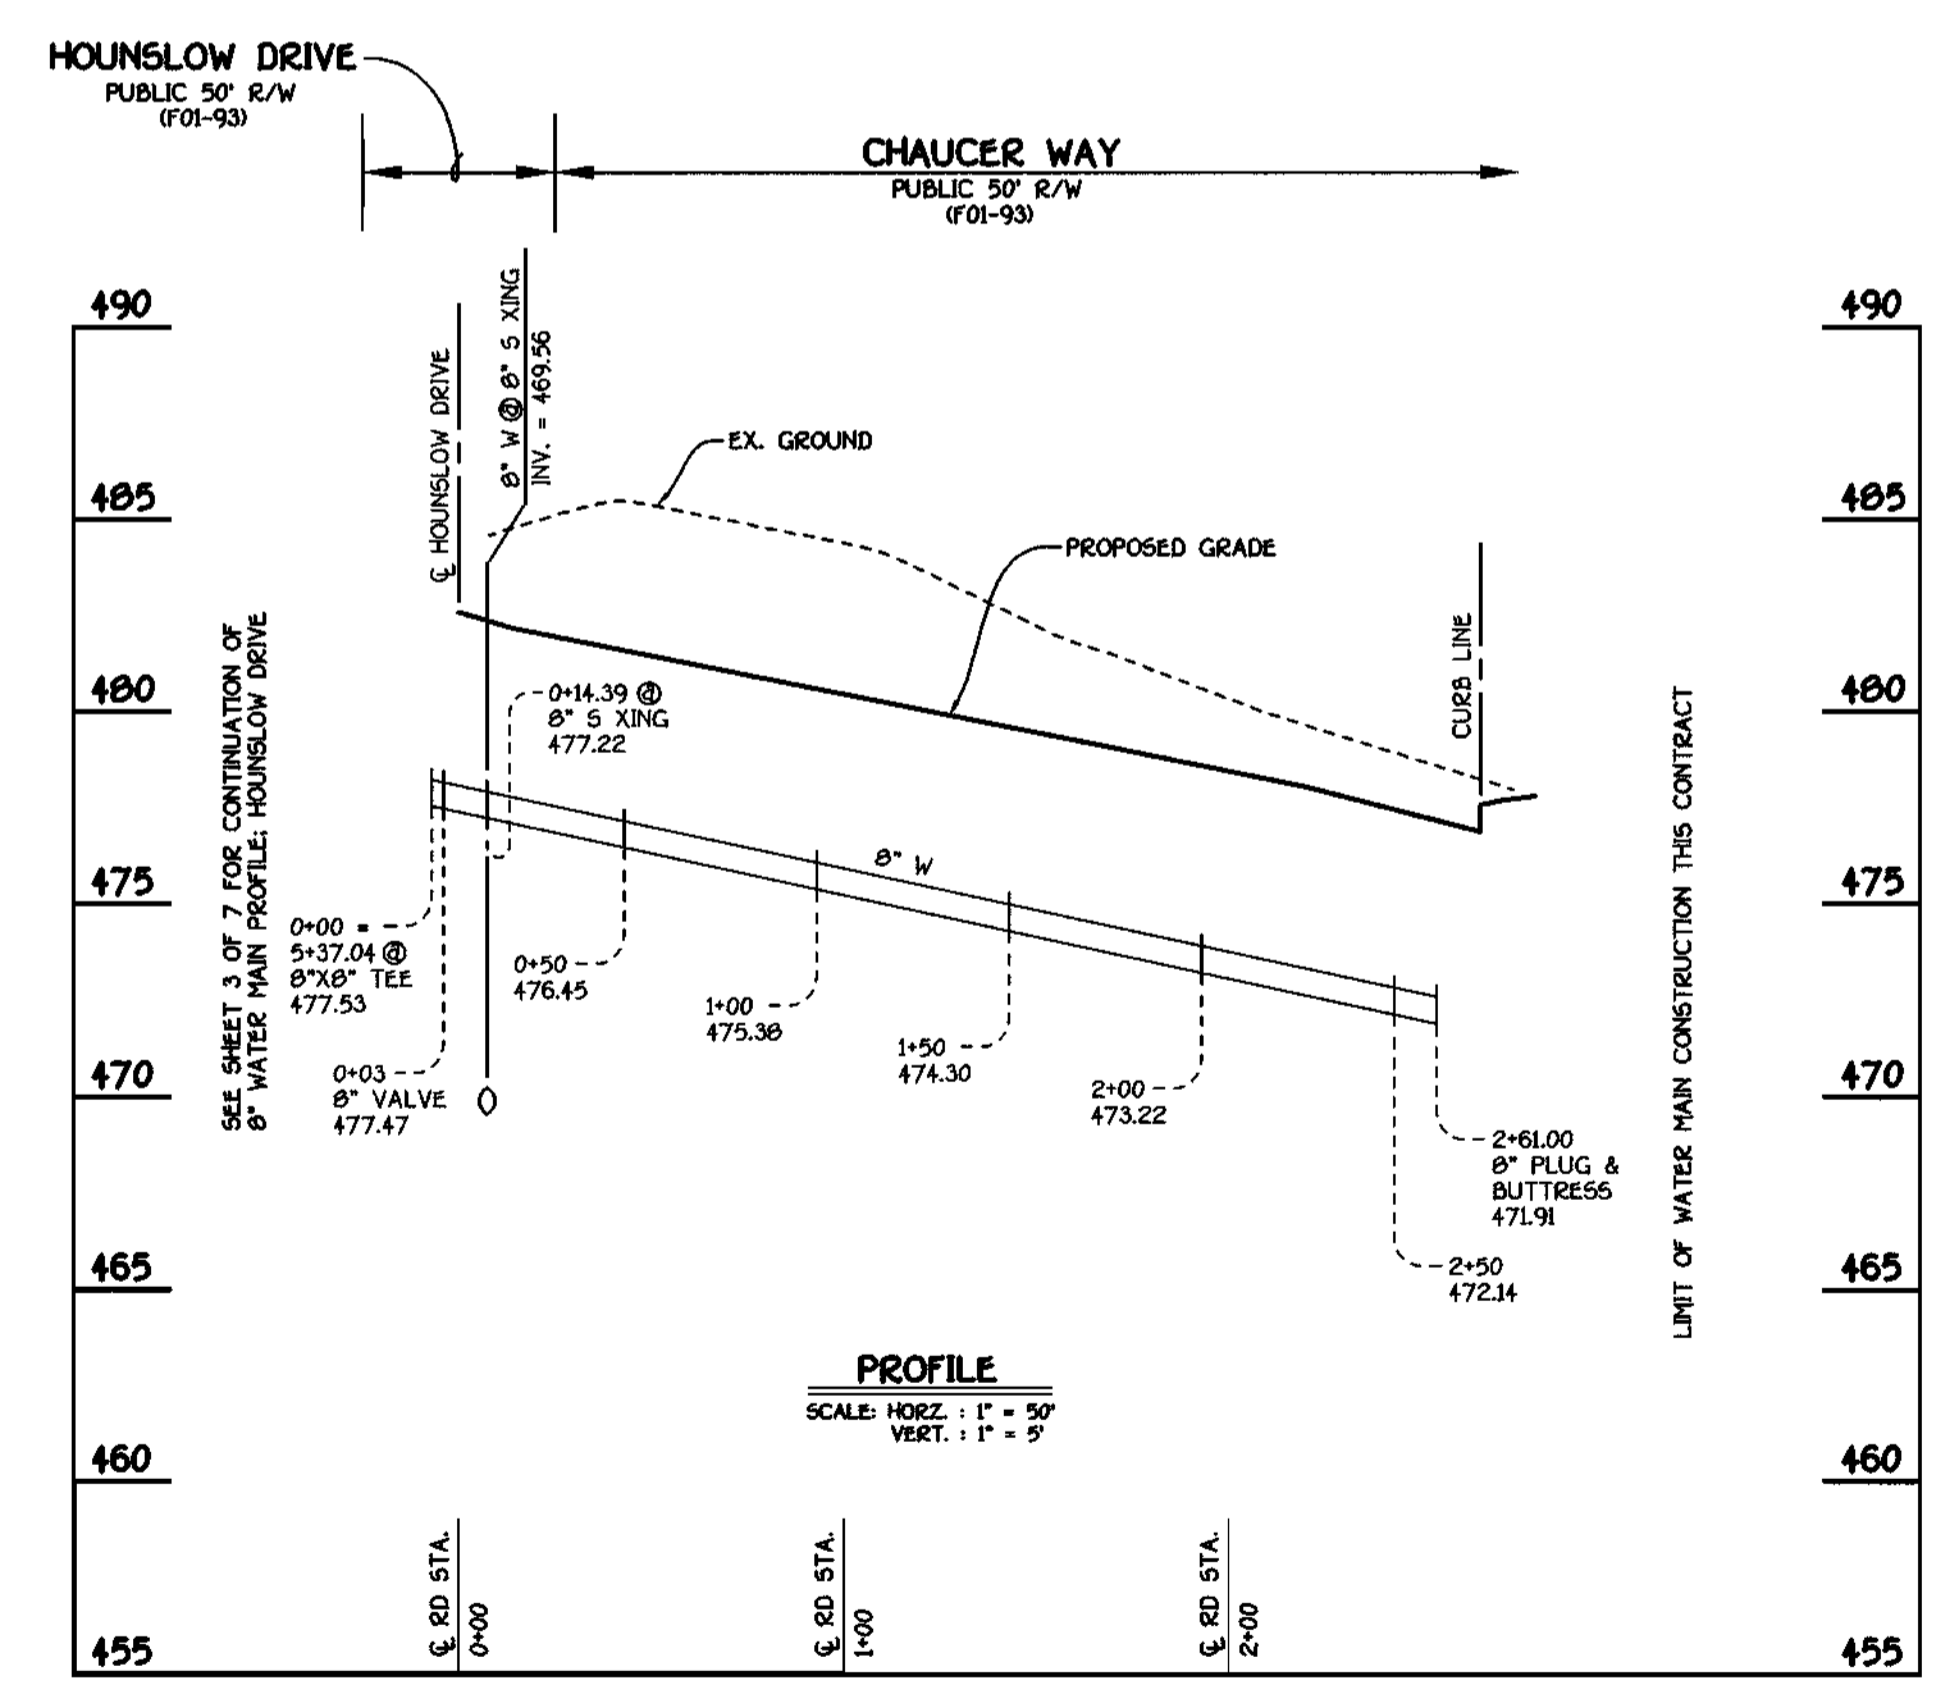 HOUNSLOW DRIVE
PUBLIC 50' R/W
(F01-93)
CHAUCER WAY
PUBLIC 50' R/W
(F01-93)
490
490
485
485
480
480
475
475
470
470
465
465
460
460
455
455
℄ HOUNSLOW DRIVE
8" W @ 8" S XING
INV. = 469.56
EX. GROUND
PROPOSED GRADE
CURB LINE
SEE SHEET 3 OF 7 FOR CONTINUATION OF
8" WATER MAIN PROFILE; HOUNSLOW DRIVE
LIMIT OF WATER MAIN CONSTRUCTION THIS CONTRACT
0+14.39 @
8" S XING
477.22
8" W
0+00 =
5+37.04 @
8"X8" TEE
477.53
0+03
8" VALVE
477.47
0+50
476.45
1+00
475.38
1+50
474.30
2+00
473.22
2+61.00
8" PLUG &
BUTTRESS
471.91
2+50
472.14
PROFILE
SCALE: HORZ. : 1" = 50'
VERT. : 1" = 5'
℄ RD STA.
0+00
℄ RD STA.
1+00
℄ RD STA.
2+00